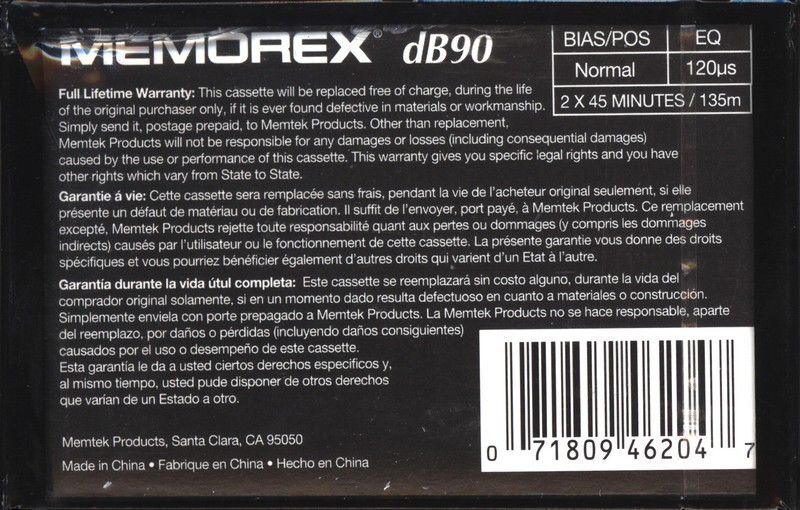 MEMOREX® dB90
BIAS/POS EQ
Normal 120µs
2 X 45 MINUTES / 135m
Full Lifetime Warranty: This cassette will be replaced free of charge, during the life
of the original purchaser only, if it is ever found defective in materials or workmanship.
Simply send it, postage prepaid, to Memtek Products. Other than replacement,
Memtek Products will not be responsible for any damages or losses (including consequential damages)
caused by the use or performance of this cassette. This warranty gives you specific legal rights and you have
other rights which vary from State to State.
Garantie á vie: Cette cassette sera remplacée sans frais, pendant la vie de l'acheteur original seulement, si elle
présente un défaut de matériau ou de fabrication. Il suffit de l'envoyer, port payé, à Memtek Products. Ce remplacement
excepté, Memtek Products rejette toute responsabilité quant aux pertes ou dommages (y compris les dommages
indirects) causés par l'utilisateur ou le fonctionnement de cette cassette. La présente garantie vous donne des droits
spécifiques et vous pourriez bénéficier également d'autres droits qui varient d'un Etat à l'autre.
Garantía durante la vida útul completa: Este cassette se reemplazará sin costo alguno, durante la vida del
comprador original solamente, si en un momento dado resulta defectuoso en cuanto a materiales o construcción.
Simplemente enviela con porte prepagado a Memtek Products. La Memtek Products no se hace responsable, aparte
del reemplazo, por daños o pérdidas (incluyendo daños consiguientes)
causados por el uso o desempeño de este cassette.
Esta garantía le da a usted ciertos derechos especificos y,
al mismo tiempo, usted pude disponer de otros derechos
que varían de un Estado a otro.
Memtek Products, Santa Clara, CA 95050
Made in China • Fabrique en China • Hecho en China
0 71809 46204 7